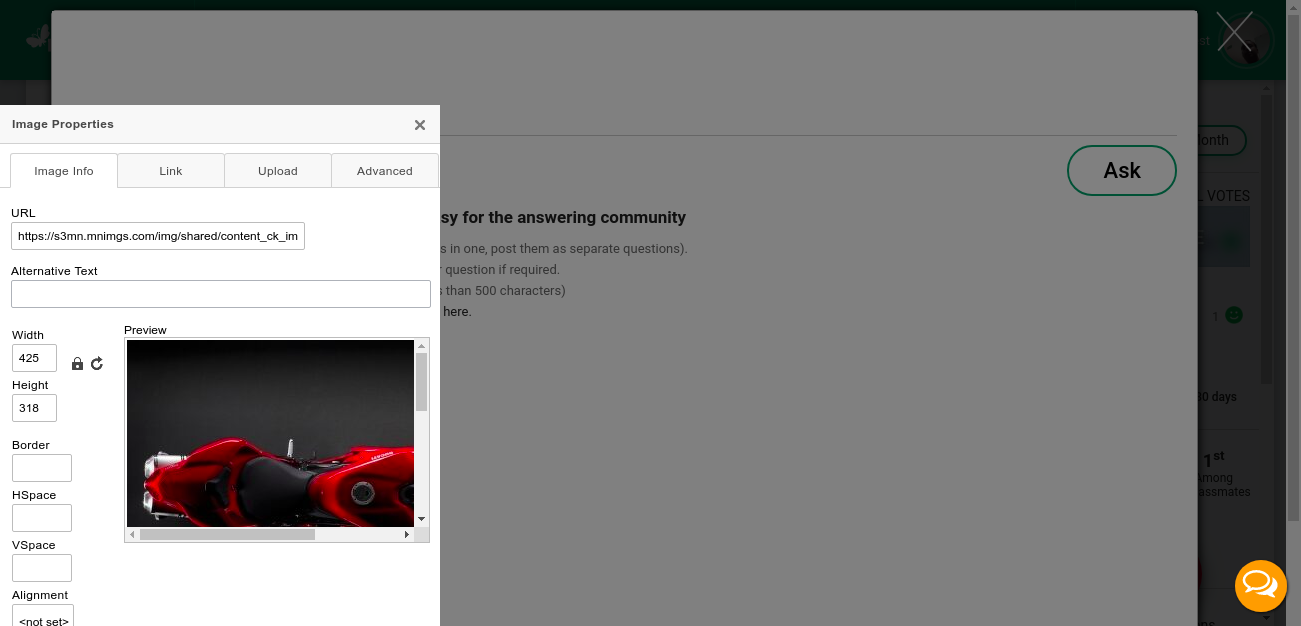 st
Image Properties
Image Info
Link
Upload
Advanced
URL
https://s3mn.mnimgs.com/img/shared/content_ck_im
Alternative Text
Width
425
Height
318
Border
HSpace
VSpace
Alignment
<not set>
Preview
Ask
sy for the answering community
s in one, post them as separate questions).
r question if required.
s than 500 characters)
here.
onth
L VOTES
1
30 days
1st
Among
assmates